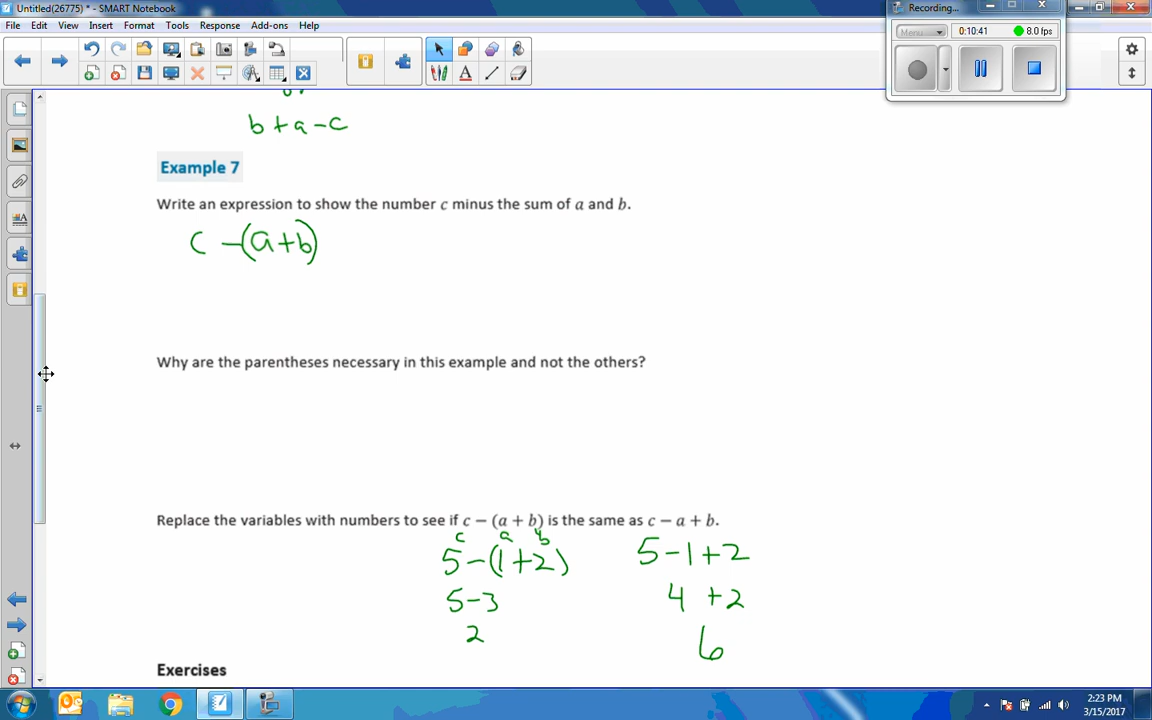 Untitled(26775) * - SMART Notebook
Recording...
File Edit View Insert Format Tools Response Add-ons Help
Menu 0:10:41 8.0 fps
b + a - c
Example 7
Write an expression to show the number c minus the sum of a and b.
c - (a + b)
Why are the parentheses necessary in this example and not the others?
Replace the variables with numbers to see if c − (a + b) is the same as c − a + b.
c a b
5 - (1 + 2) 5 - 1 + 2
5 - 3 4 + 2
2 6
Exercises
2:23 PM
3/15/2017